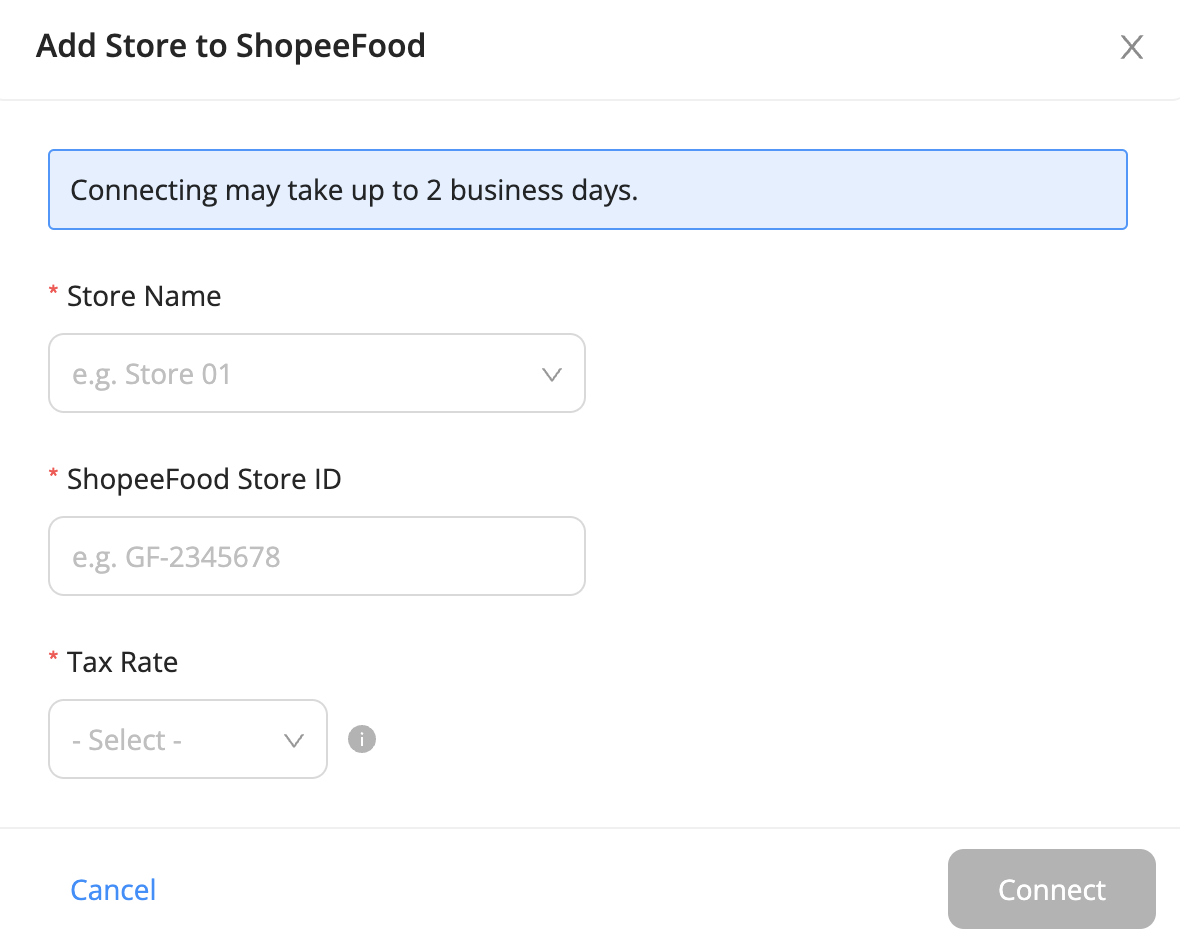 Add Store to ShopeeFood
Connecting may take up to 2 business days.
* Store Name
e.g. Store 01
* ShopeeFood Store ID
e.g. GF-2345678
* Tax Rate
- Select -
i
Cancel
Connect